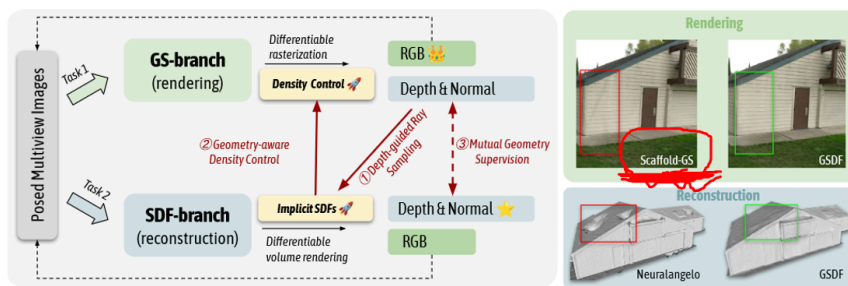 Posed Multiview Images
Task 1
GS-branch
(rendering)
Differentiable
rasterization
Density Control 🚀
RGB 👑
Depth & Normal
② Geometry-aware
Density Control
① Depth-guided Ray
Sampling
③ Mutual Geometry
Supervision
Task 2
SDF-branch
(reconstruction)
Implicit SDFs 🚀
Differentiable
volume rendering
Depth & Normal ⭐
RGB
Rendering
Scaffold-GS
GSDF
Reconstruction
Neuralangelo
GSDF